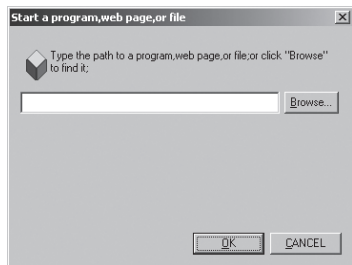 Start a program,web page,or file
Type the path to a program,web page,or file;or click "Browse"
to find it;
Browse...
OK
CANCEL